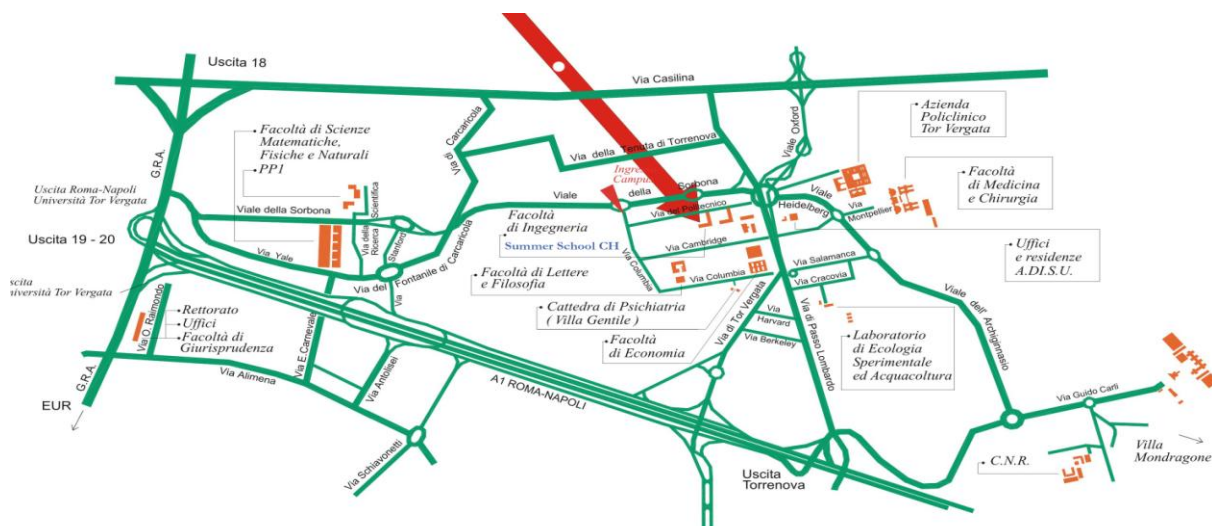 Uscita 18
Via Casilina
G.R.A.
Facoltà di Scienze
Matematiche,
Fisiche e Naturali
PP1
Via di Carcaricola
Via della Tenuta di Torrenova
Viale Oxford
Azienda
Policlinico
Tor Vergata
Uscita Roma-Napoli
Università Tor Vergata
Viale della Sorbona
Via della
Ricerca Scientifica
Viale della Sorbona
Via del Politecnico
Viale Heidelberg
Via
Montpellier
Facoltà
di Medicina
e Chirurgia
Uscita 19 - 20
Via Yale
Via Stanford
Via del Fontanile di Carcaricola
Facoltà
di Ingegneria
Summer School CH
Via Cambridge
Via Columbia
Via Columbia
Facoltà di Lettere
e Filosofia
Via Salamanca
Via Cracovia
Uffici
e residenze
A.DI.S.U.
Università Tor Vergata
Via O. Raimondo
Rettorato
Uffici
Facoltà di
Giurisprudenza
Via E.Carnevale
Cattedra di Psichiatria
( Villa Gentile )
Facoltà
di Economia
Via di Tor Vergata
Via
Harvard
Via Berkeley
Via di Passo Lombardo
Laboratorio
di Ecologia
Sperimentale
ed Acquacoltura
Viale dell' Archiginnasio
G.R.A.
EUR
Via Alimena
Via Antolisei
A1 ROMA-NAPOLI
Via Schiavonetti
Uscita
Torrenova
C.N.R.
Via Guido Carli
Villa
Mondragone